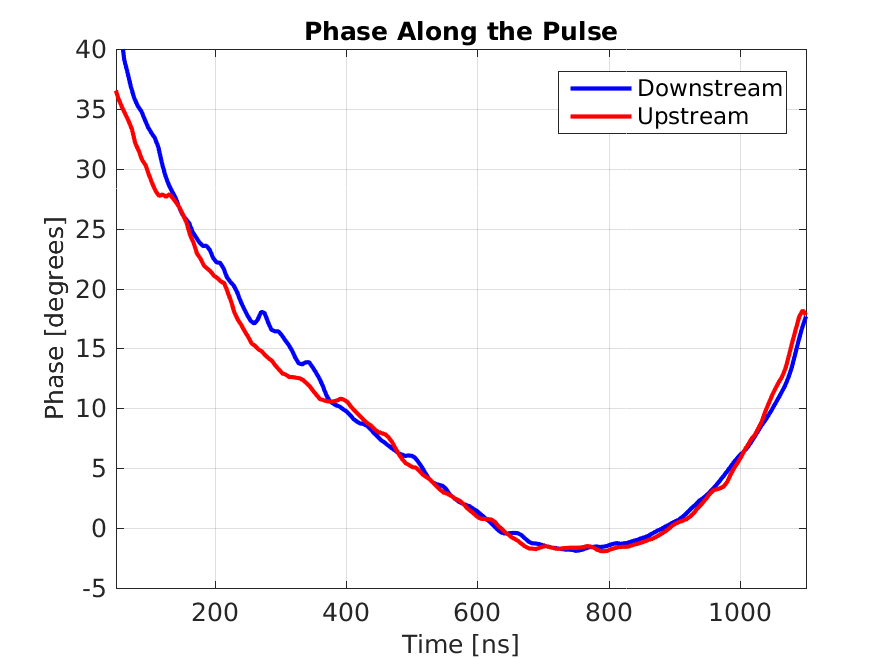 Phase Along the Pulse
Downstream
Upstream
Phase [degrees]
40
35
30
25
20
15
10
5
0
-5
200 400 600 800 1000
Time [ns]